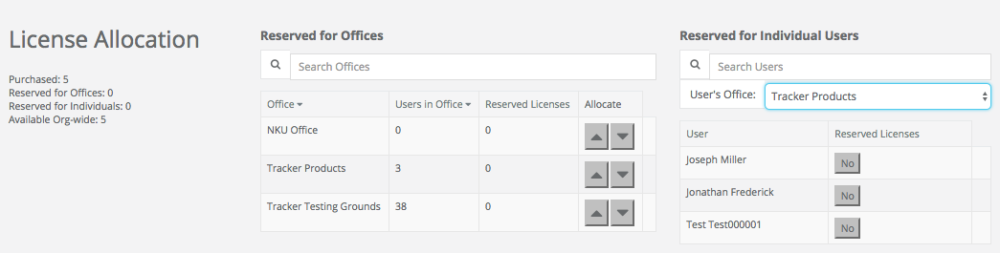 License Allocation
Purchased: 5
Reserved for Offices: 0
Reserved for Individuals: 0
Available Org-wide: 5
Reserved for Offices
Search Offices
Office Users in Office Reserved Licenses Allocate
NKU Office 0 0
Tracker Products 3 0
Tracker Testing Grounds 38 0
Reserved for Individual Users
Search Users
User's Office: Tracker Products
User Reserved Licenses
Joseph Miller No
Jonathan Frederick No
Test Test000001 No